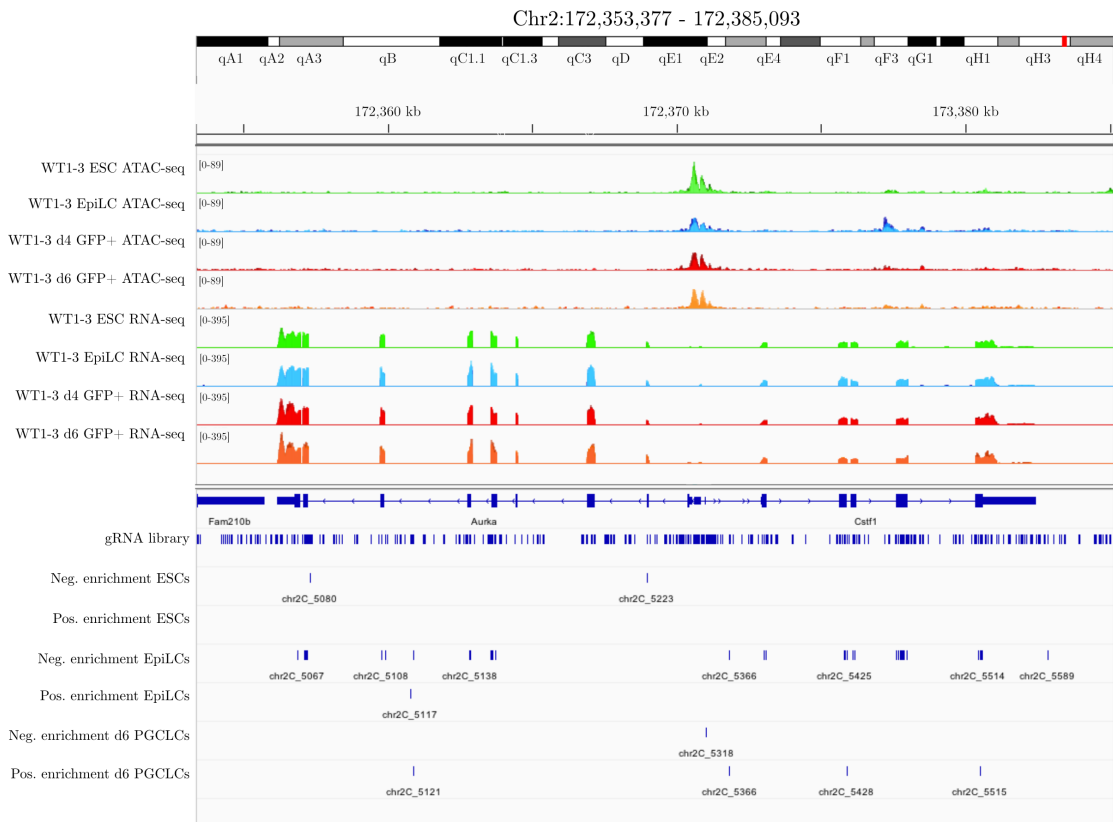 Chr2:172,353,377 - 172,385,093
qA1 qA2 qA3 qB qC1.1 qC1.3 qC3 qD qE1 qE2 qE4 qF1 qF3 qG1 qH1 qH3 qH4
172,360 kb 172,370 kb 173,380 kb
WT1-3 ESC ATAC-seq [0-89]
WT1-3 EpiLC ATAC-seq [0-89]
WT1-3 d4 GFP+ ATAC-seq [0-89]
WT1-3 d6 GFP+ ATAC-seq [0-89]
WT1-3 ESC RNA-seq [0-395]
WT1-3 EpiLC RNA-seq [0-395]
WT1-3 d4 GFP+ RNA-seq [0-395]
WT1-3 d6 GFP+ RNA-seq [0-395]
Fam210b Aurka Cstf1
gRNA library
Neg. enrichment ESCs
chr2C_5080 chr2C_5223
Pos. enrichment ESCs
Neg. enrichment EpiLCs
chr2C_5067 chr2C_5108 chr2C_5138 chr2C_5366 chr2C_5425 chr2C_5514 chr2C_5589
Pos. enrichment EpiLCs
chr2C_5117
Neg. enrichment d6 PGCLCs
chr2C_5318
Pos. enrichment d6 PGCLCs
chr2C_5121 chr2C_5366 chr2C_5428 chr2C_5515